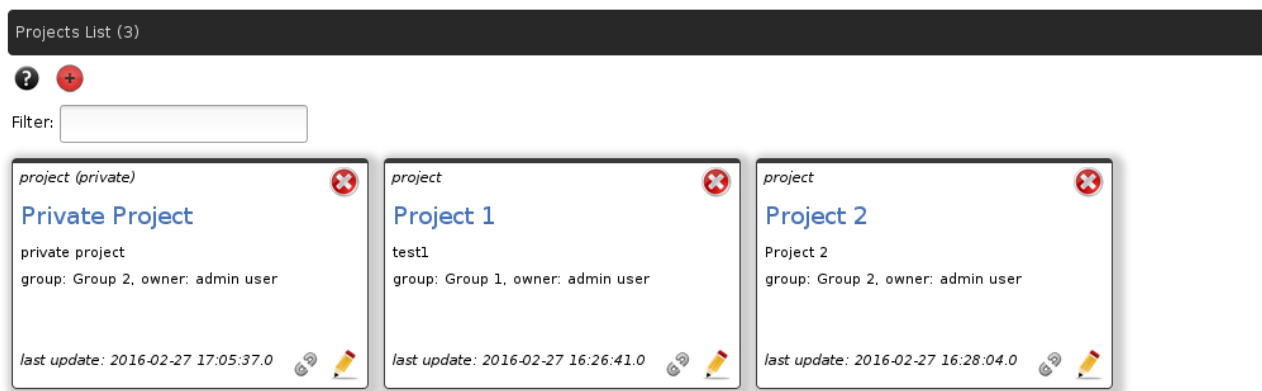 Projects List (3)
?
+
Filter:
project (private)
Private Project
private project
group: Group 2, owner: admin user
last update: 2016-02-27 17:05:37.0
project
Project 1
test1
group: Group 1, owner: admin user
last update: 2016-02-27 16:26:41.0
project
Project 2
Project 2
group: Group 2, owner: admin user
last update: 2016-02-27 16:28:04.0